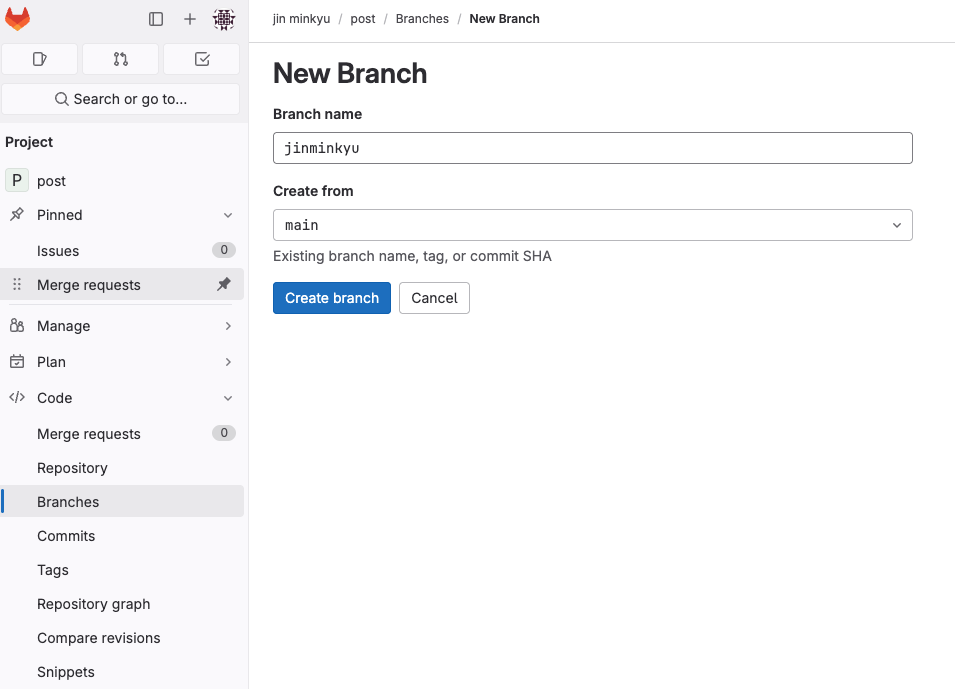 jin minkyu / post / Branches / New Branch
Search or go to...
Project
P post
Pinned
Issues 0
Merge requests
Manage
Plan
Code
Merge requests 0
Repository
Branches
Commits
Tags
Repository graph
Compare revisions
Snippets
New Branch
Branch name
jinminkyu
Create from
main
Existing branch name, tag, or commit SHA
Create branch Cancel